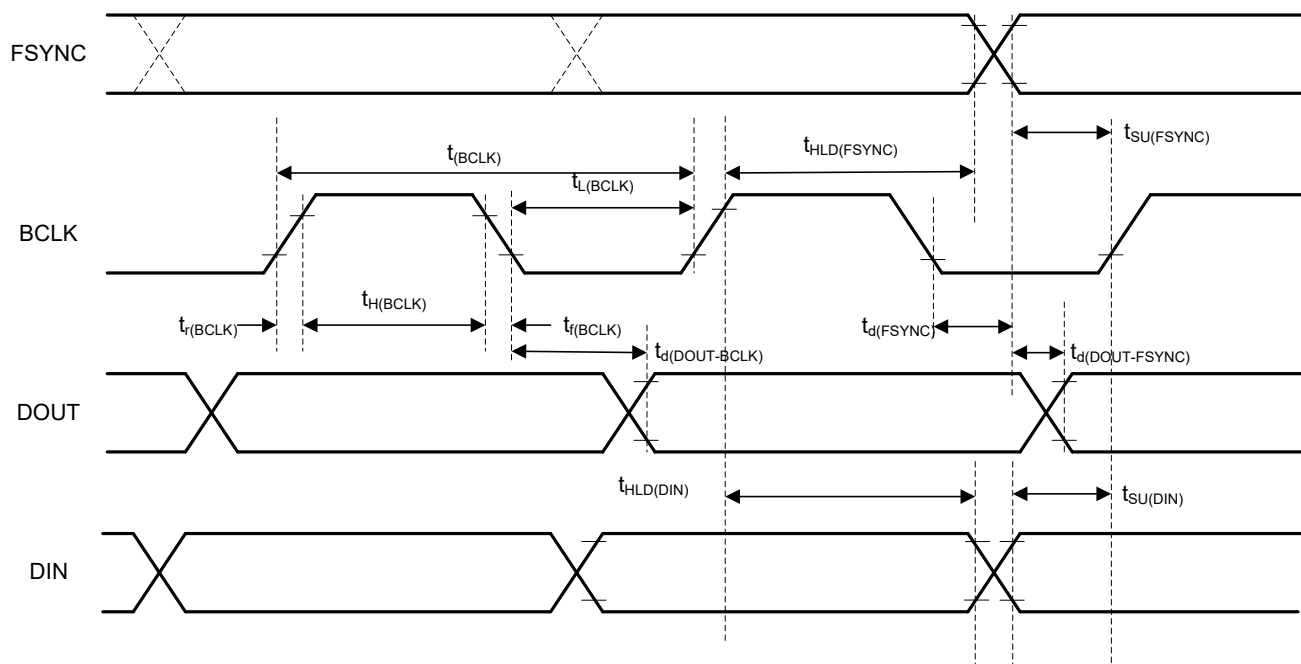 FSYNC
t(BCLK)
tHLD(FSYNC)
tSU(FSYNC)
tL(BCLK)
BCLK
tH(BCLK)
tr(BCLK)
tf(BCLK)
td(FSYNC)
td(DOUT-BCLK)
td(DOUT-FSYNC)
DOUT
tHLD(DIN)
tSU(DIN)
DIN